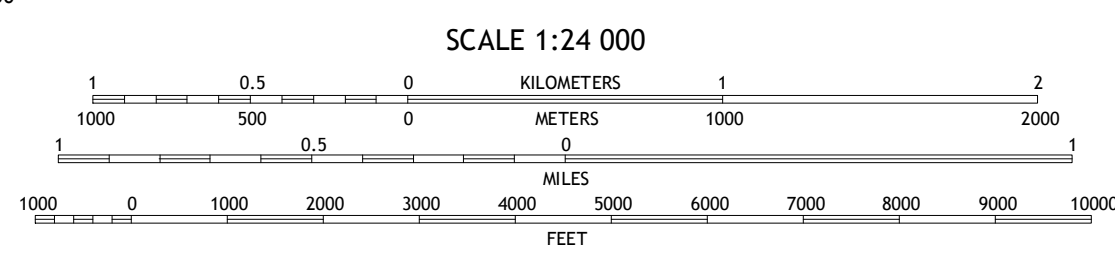 SCALE 1:24 000
1 0.5 0 KILOMETERS 1 2
1000 500 0 METERS 1000 2000
1 0.5 0 1
MILES
1000 0 1000 2000 3000 4000 5000 6000 7000 8000 9000 10000
FEET